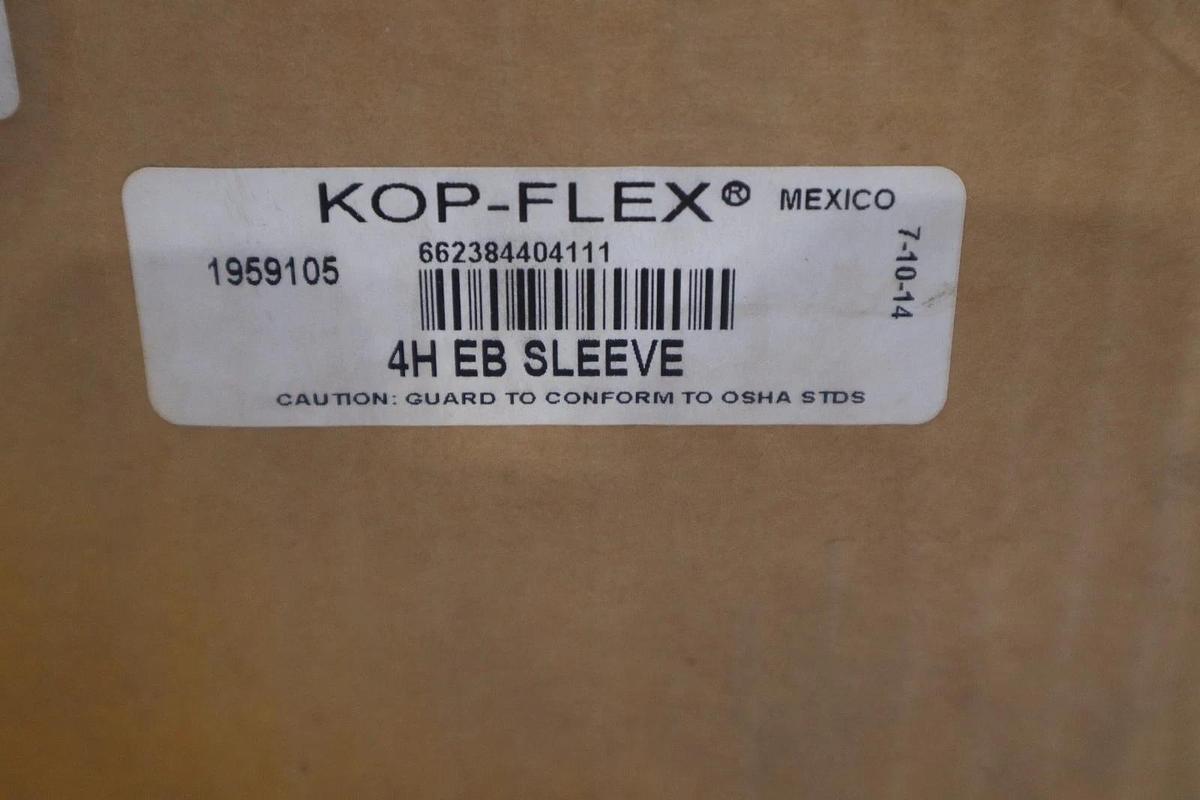 KOP-FLEX® MEXICO
662384404111
1959105
7-10-14
4H EB SLEEVE
CAUTION: GUARD TO CONFORM TO OSHA STDS